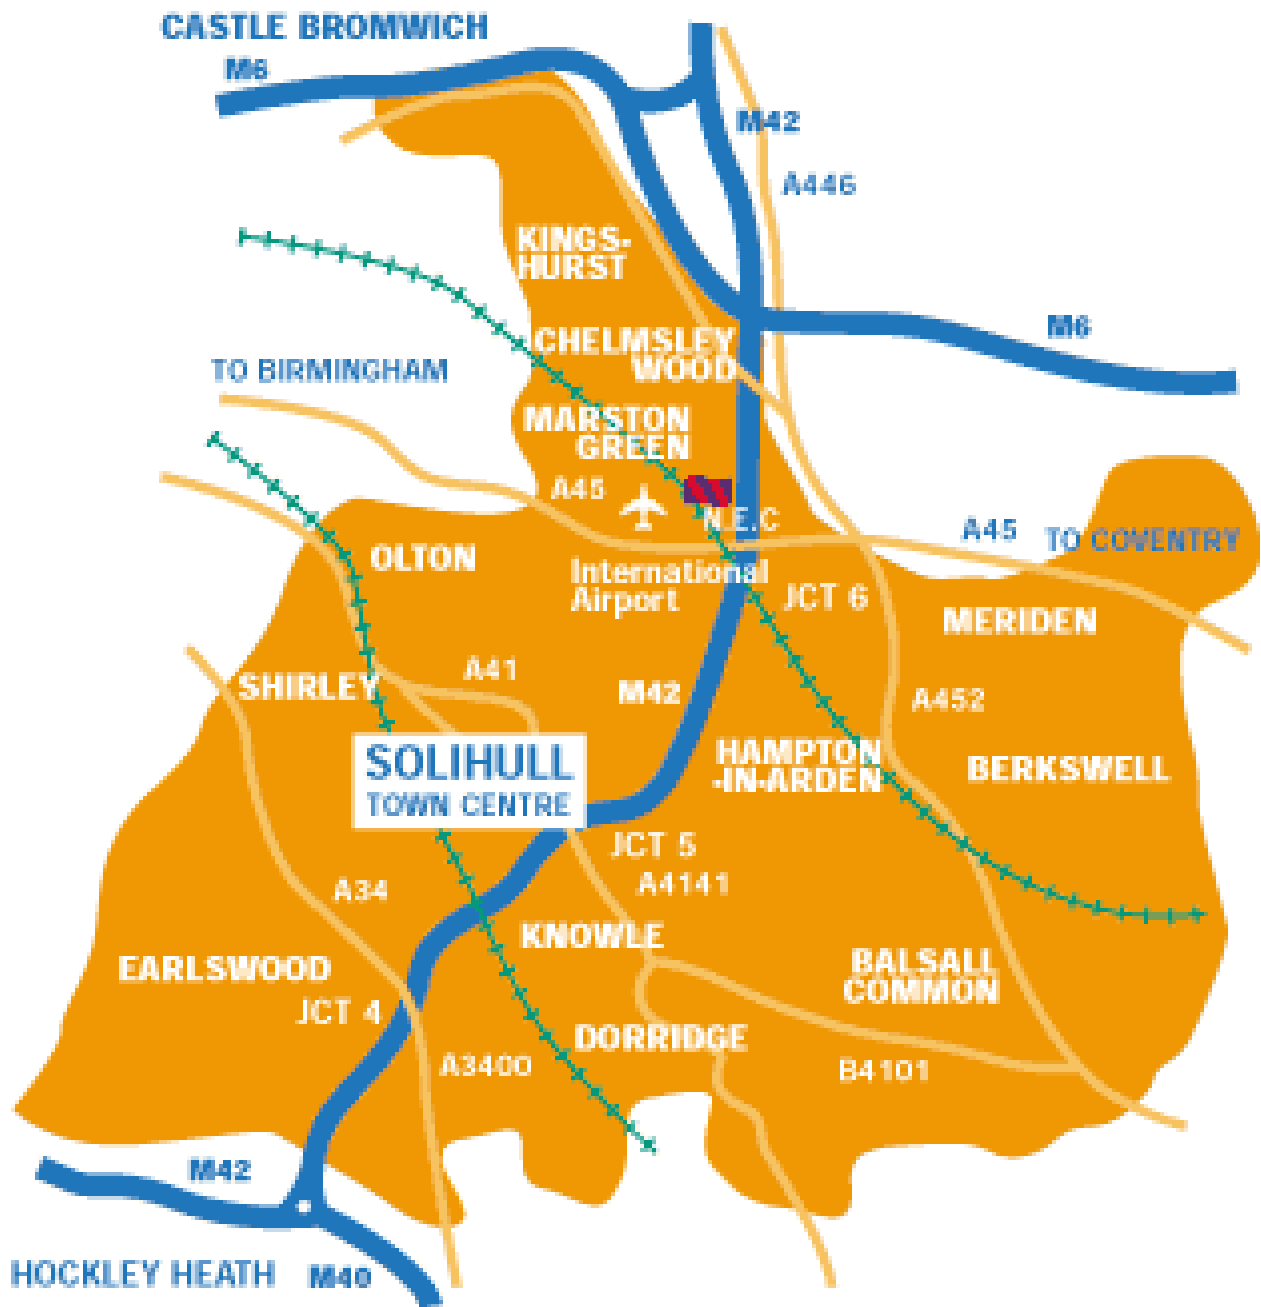 CASTLE BROMWICH
M6
M42
A446
KINGS-
HURST
M6
CHELMSLEY
WOOD
TO BIRMINGHAM
MARSTON
GREEN
A45
N.E.C
A45
TO COVENTRY
OLTON
International
Airport
JCT 6
MERIDEN
SHIRLEY
A41
M42
A452
SOLIHULL
TOWN CENTRE
HAMPTON
-IN-ARDEN
BERKSWELL
JCT 5
A4141
A34
KNOWLE
EARLSWOOD
BALSALL
COMMON
JCT 4
DORRIDGE
A3400
B4101
M42
HOCKLEY HEATH
M40